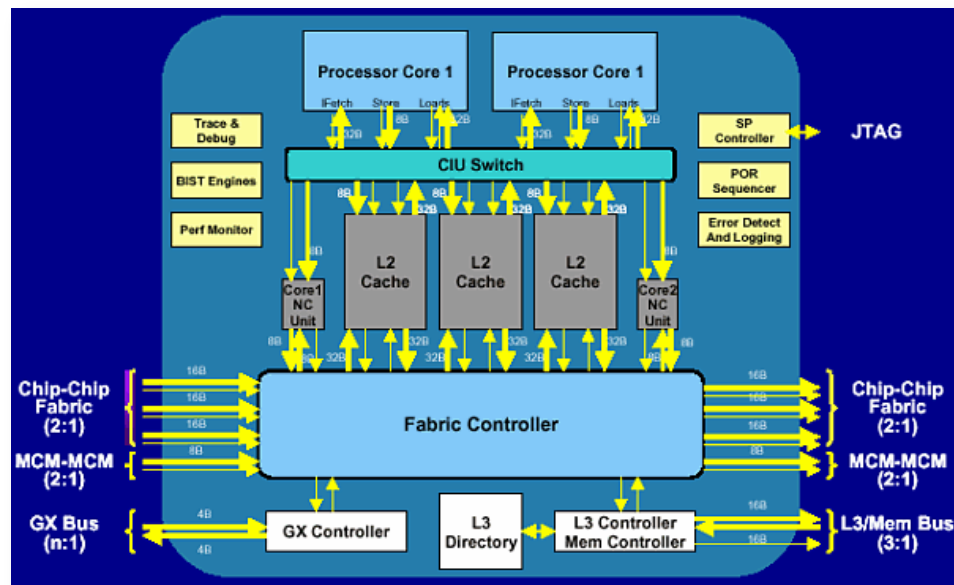 Processor Core 1
Processor Core 1
IFetch
Store
Loads
IFetch
Store
Loads
32B
8B
32B
32B
8B
32B
Trace &
Debug
SP
Controller
JTAG
CIU Switch
BIST Engines
POR
Sequencer
8B
32B
8B
32B
8B
32B
Perf Monitor
Error Detect
And Logging
8B
8B
L2
Cache
L2
Cache
L2
Cache
Core1
NC
Unit
Core2
NC
Unit
8B
8B
32B
32B
32B
32B
32B
32B
8B
8B
Chip-Chip
Fabric
(2:1)
16B
16B
16B
Fabric Controller
16B
16B
16B
Chip-Chip
Fabric
(2:1)
MCM-MCM
(2:1)
8B
8B
MCM-MCM
(2:1)
GX Bus
(n:1)
4B
4B
GX Controller
L3
Directory
L3 Controller
Mem Controller
16B
16B
L3/Mem Bus
(3:1)